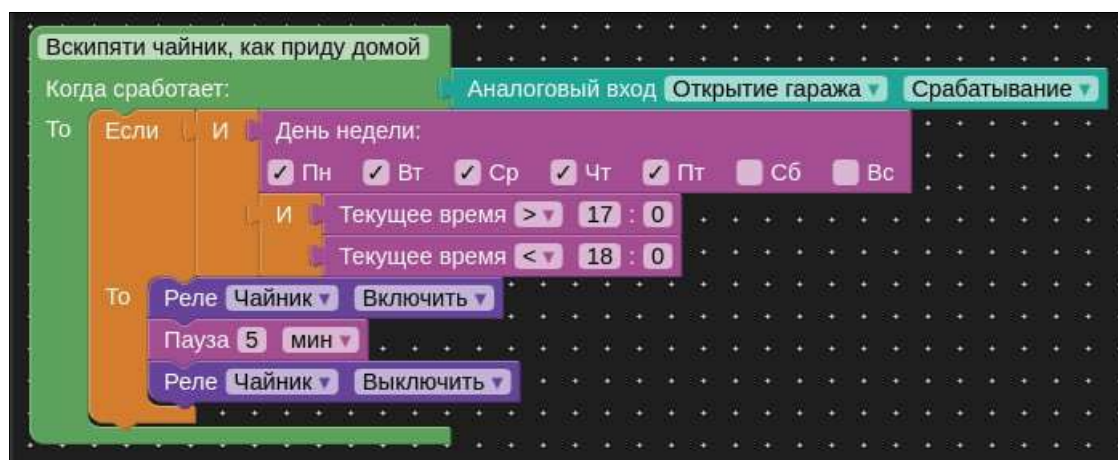 Вскипяти чайник, как приду домой
Когда сработает: Аналоговый вход Открытие гаража Срабатывание
То Если И День недели:
Пн Вт Ср Чт Пт Сб Вс
И Текущее время > 17 : 0
Текущее время < 18 : 0
То Реле Чайник Включить
Пауза 5 мин
Реле Чайник Выключить